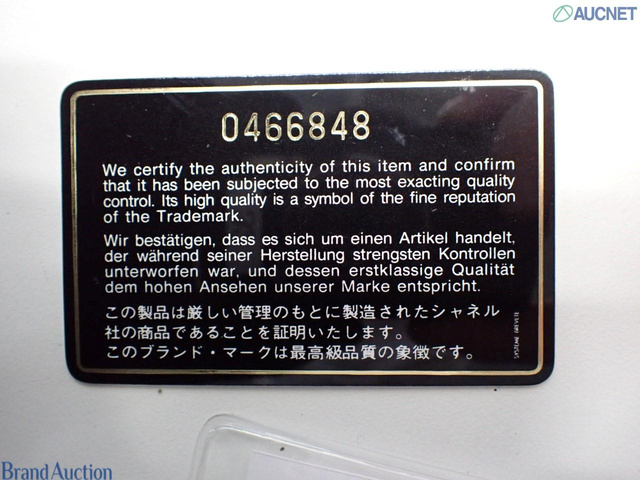 AUCNET
0466848
We certify the authenticity of this item and confirm
that it has been subjected to the most exacting quality
control. Its high quality is a symbol of the fine reputation
of the Trademark.
Wir bestätigen, dass es sich um einen Artikel handelt,
der während seiner Herstellung strengsten Kontrollen
unterworfen war, und dessen erstklassige Qualität
dem hohen Ansehen unserer Marke entspricht.
この製品は厳しい管理のもとに製造されたシャネル
社の商品であることを証明いたします。
このブランド・マークは最高級品質の象徴です。
Brand Auction